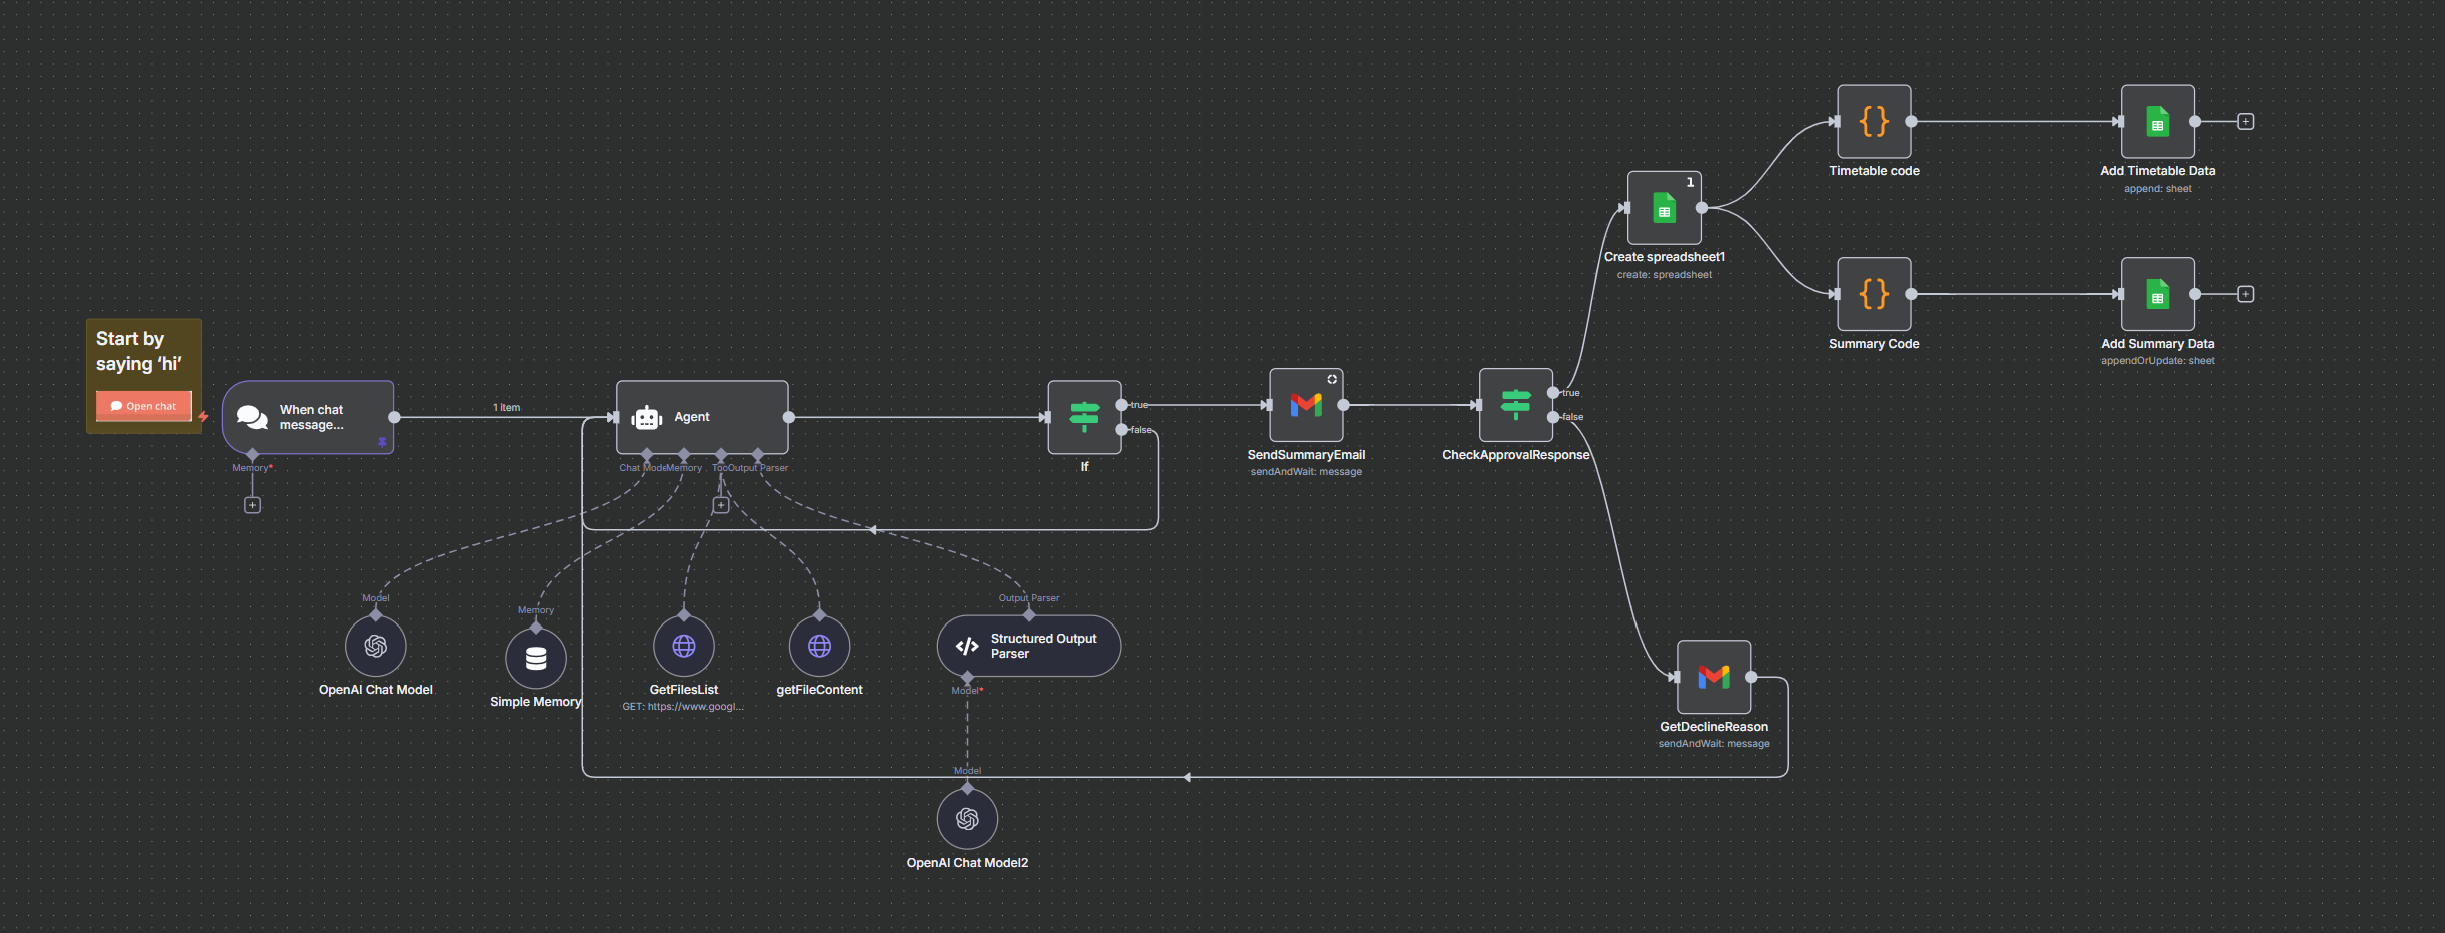 Start by
saying ‘hi’
Open chat
When chat
message...
Memory*
1 item
Agent
Chat Mode
Memory
Too
Output Parser
If
true
false
SendSummaryEmail
sendAndWait: message
CheckApprovalResponse
true
false
1
Create spreadsheet1
create: spreadsheet
Timetable code
Add Timetable Data
append: sheet
Summary Code
Add Summary Data
appendOrUpdate: sheet
Model
OpenAI Chat Model
Memory
Simple Memory
GetFilesList
GET: https://www.googl...
getFileContent
Output Parser
Structured Output
Parser
Model*
Model
OpenAI Chat Model2
GetDeclineReason
sendAndWait: message